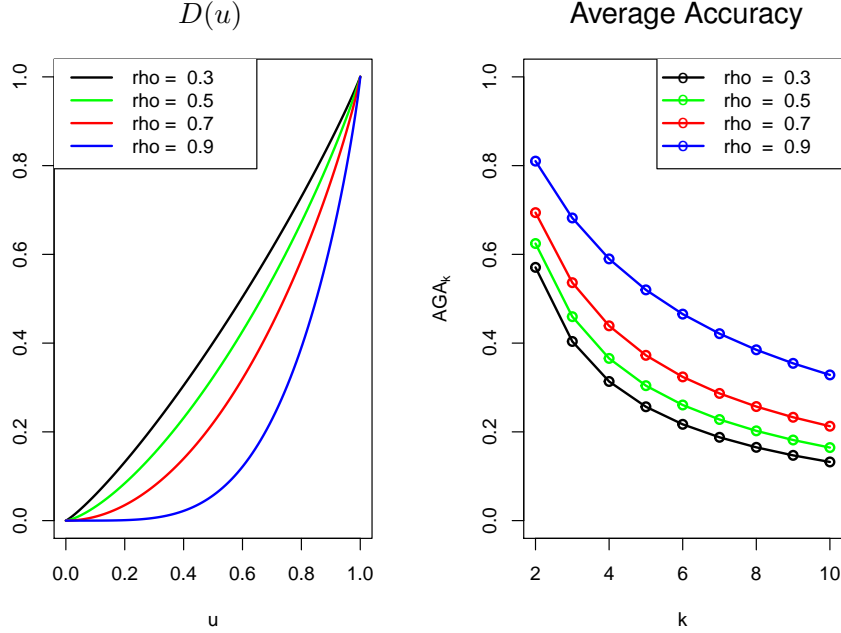 D(u)
rho = 0.3
rho = 0.5
rho = 0.7
rho = 0.9
1.0
0.8
0.6
0.4
0.2
0.0
0.0 0.2 0.4 0.6 0.8 1.0
u
Average Accuracy
rho = 0.3
rho = 0.5
rho = 0.7
rho = 0.9
AGAk
1.0
0.8
0.6
0.4
0.2
0.0
2 4 6 8 10
k